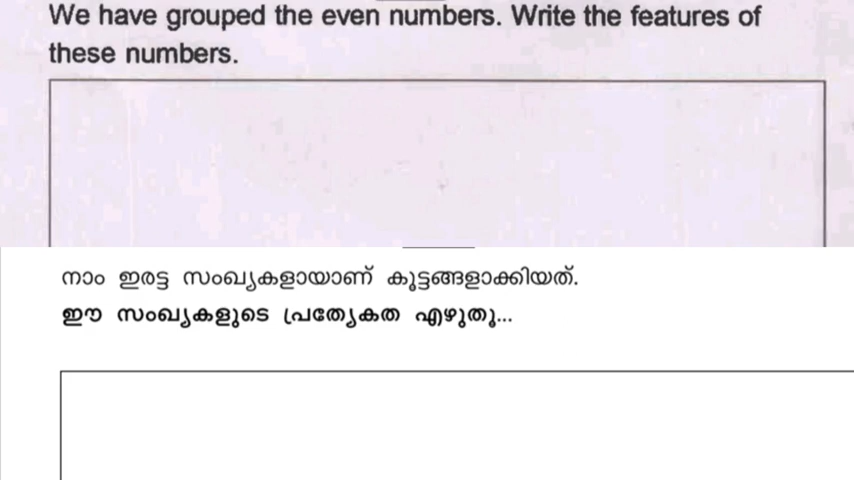 We have grouped the even numbers. Write the features of
these numbers.
നാം ഇരട്ട സംഖ്യകളായാണ് കൂട്ടങ്ങളാക്കിയത്.
ഈ സംഖ്യകളുടെ പ്രത്യേകത എഴുതൂ...